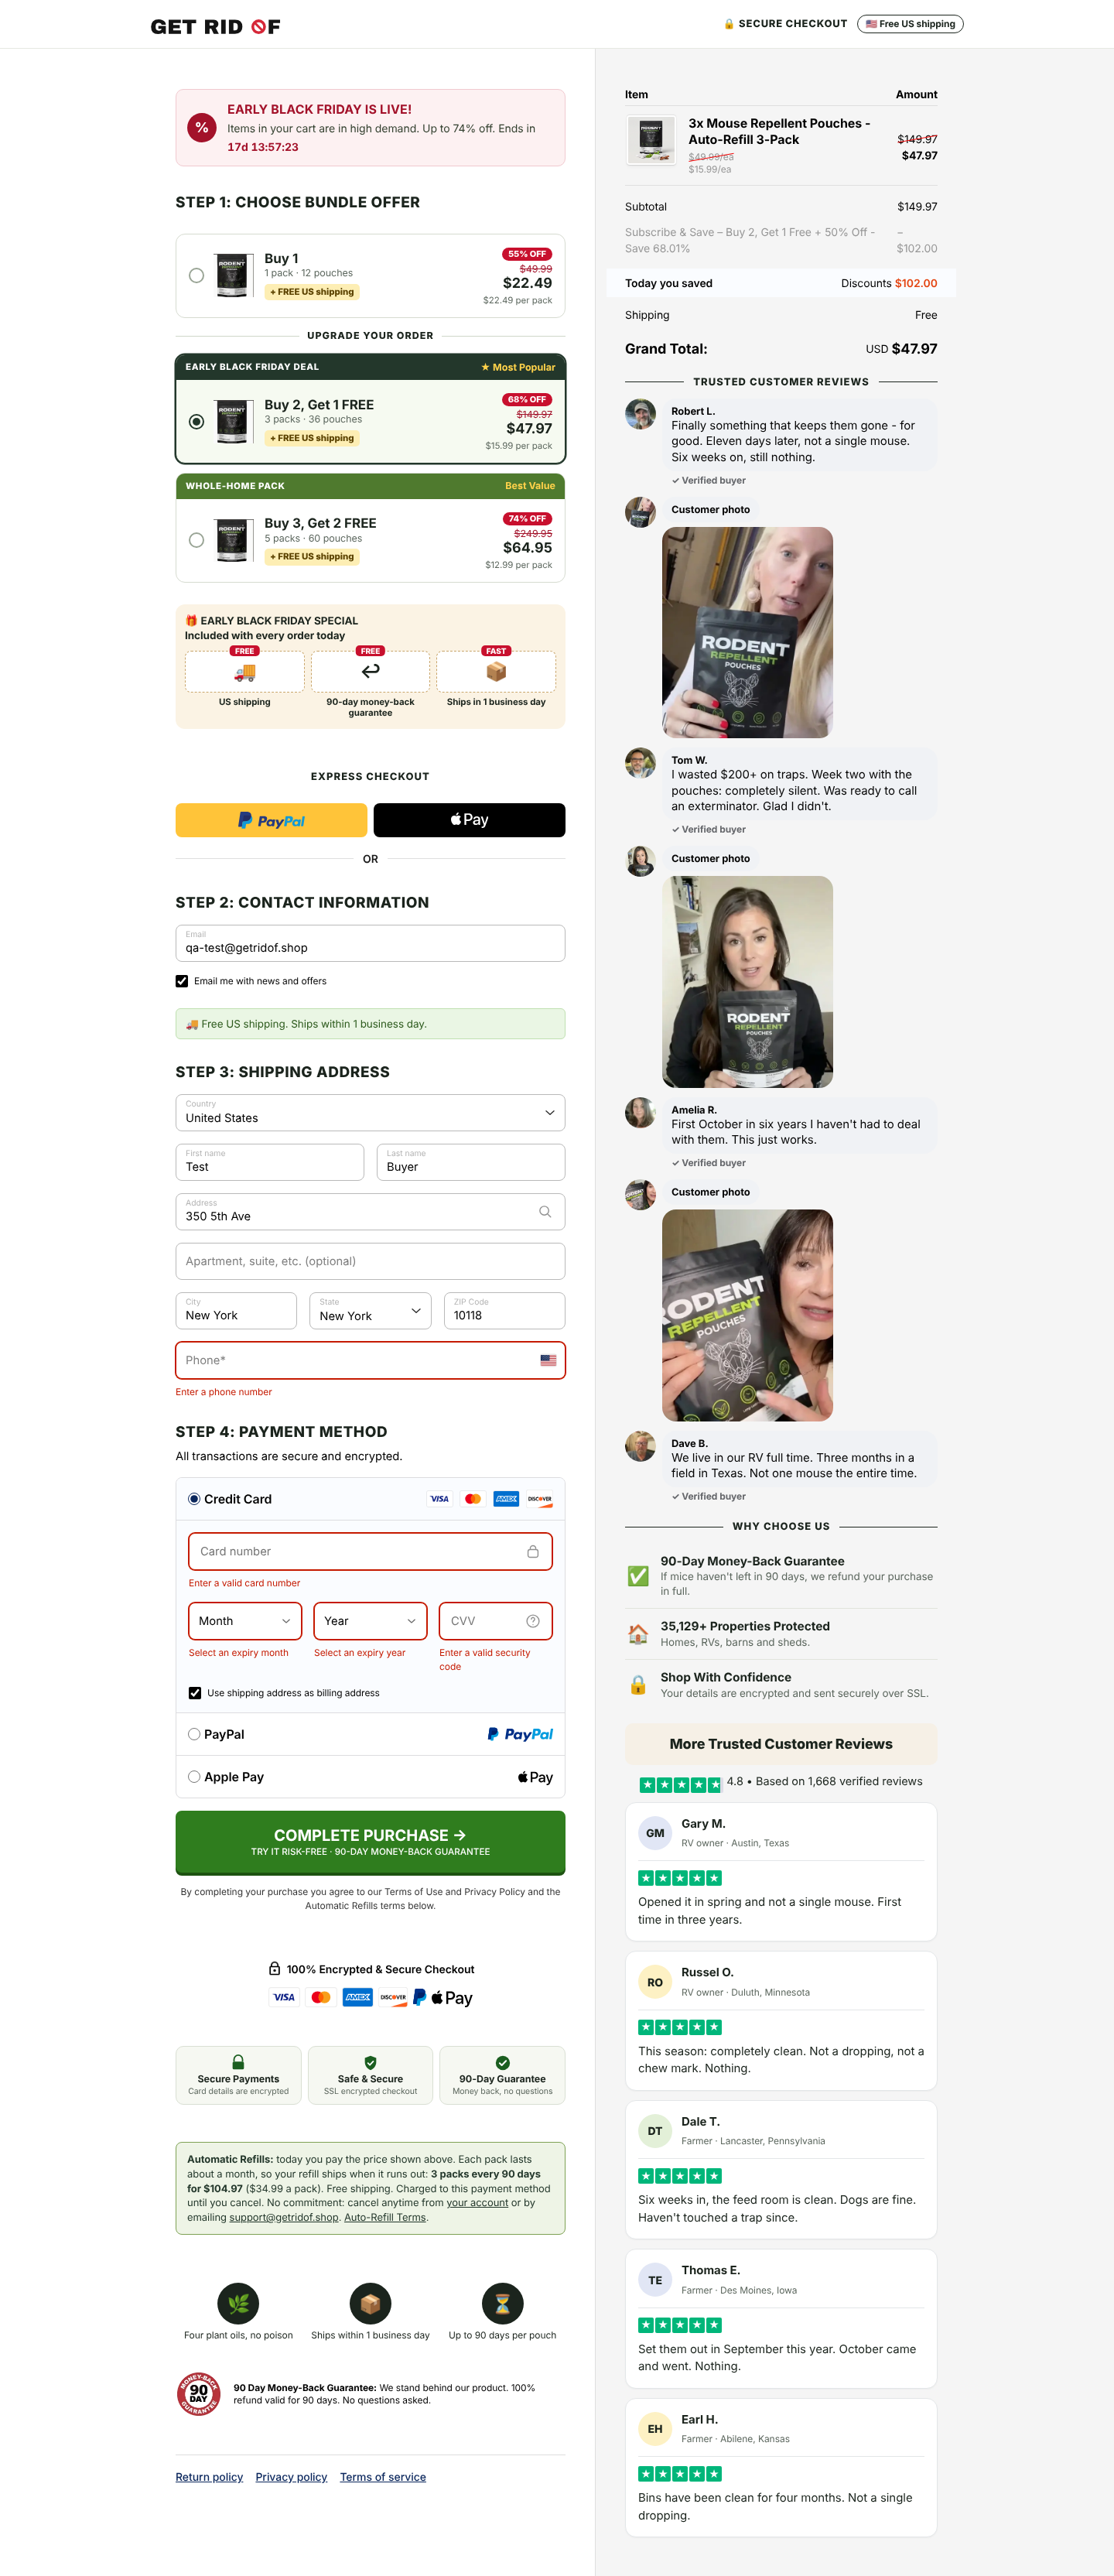 GET RID OF
🔒 SECURE CHECKOUT
🇺🇸 Free US shipping
%
EARLY BLACK FRIDAY IS LIVE!
Items in your cart are in high demand. Up to 74% off. Ends in
17d 13:57:23
STEP 1: CHOOSE BUNDLE OFFER
RODENT
Buy 1
1 pack · 12 pouches
+ FREE US shipping
55% OFF
$49.99
$22.49
$22.49 per pack
UPGRADE YOUR ORDER
EARLY BLACK FRIDAY DEAL
★ Most Popular
RODENT
Buy 2, Get 1 FREE
3 packs · 36 pouches
+ FREE US shipping
68% OFF
$149.97
$47.97
$15.99 per pack
WHOLE-HOME PACK
Best Value
RODENT
Buy 3, Get 2 FREE
5 packs · 60 pouches
+ FREE US shipping
74% OFF
$249.95
$64.95
$12.99 per pack
🎁 EARLY BLACK FRIDAY SPECIAL
Included with every order today
FREE
US shipping
FREE
90-day money-back
guarantee
FAST
Ships in 1 business day
EXPRESS CHECKOUT
PayPal
Pay
OR
STEP 2: CONTACT INFORMATION
Email
qa-test@getridof.shop
Email me with news and offers
🚚 Free US shipping. Ships within 1 business day.
STEP 3: SHIPPING ADDRESS
Country
United States
First name
Test
Last name
Buyer
Address
350 5th Ave
Apartment, suite, etc. (optional)
City
New York
State
New York
ZIP Code
10118
Phone*
Enter a phone number
STEP 4: PAYMENT METHOD
All transactions are secure and encrypted.
Credit Card
VISA
AMEX
DISCOVER
Card number
Enter a valid card number
Month
Year
CVV
Select an expiry month
Select an expiry year
Enter a valid security
code
Use shipping address as billing address
PayPal
PayPal
Apple Pay
Pay
COMPLETE PURCHASE →
TRY IT RISK-FREE · 90-DAY MONEY-BACK GUARANTEE
By completing your purchase you agree to our Terms of Use and Privacy Policy and the
Automatic Refills terms below.
100% Encrypted & Secure Checkout
VISA
AMEX
DISCOVER
Pay
Secure Payments
Card details are encrypted
Safe & Secure
SSL encrypted checkout
90-Day Guarantee
Money back, no questions
Automatic Refills: today you pay the price shown above. Each pack lasts
about a month, so your refill ships when it runs out: 3 packs every 90 days
for $104.97 ($34.99 a pack). Free shipping. Charged to this payment method
until you cancel. No commitment: cancel anytime from your account or by
emailing support@getridof.shop. Auto-Refill Terms.
Four plant oils, no poison
Ships within 1 business day
Up to 90 days per pouch
MONEY-BACK
90
DAY
GUARANTEE
90 Day Money-Back Guarantee: We stand behind our product. 100%
refund valid for 90 days. No questions asked.
Return policy
Privacy policy
Terms of service
Item
Amount
3x Mouse Repellent Pouches -
Auto-Refill 3-Pack
$49.99/ea
$15.99/ea
$149.97
$47.97
Subtotal
$149.97
Subscribe & Save – Buy 2, Get 1 Free + 50% Off -
Save 68.01%
–
$102.00
Today you saved
Discounts $102.00
Shipping
Free
Grand Total:
USD $47.97
TRUSTED CUSTOMER REVIEWS
Robert L.
Finally something that keeps them gone - for
good. Eleven days later, not a single mouse.
Six weeks on, still nothing.
✓ Verified buyer
Customer photo
RODENT
REPELLENT
POUCHES
Tom W.
I wasted $200+ on traps. Week two with the
pouches: completely silent. Was ready to call
an exterminator. Glad I didn't.
✓ Verified buyer
Customer photo
RODENT
REPELLENT
POUCHES
Amelia R.
First October in six years I haven't had to deal
with them. This just works.
✓ Verified buyer
Customer photo
RODENT
REPELLENT
POUCHES
Dave B.
We live in our RV full time. Three months in a
field in Texas. Not one mouse the entire time.
✓ Verified buyer
WHY CHOOSE US
90-Day Money-Back Guarantee
If mice haven't left in 90 days, we refund your purchase
in full.
35,129+ Properties Protected
Homes, RVs, barns and sheds.
Shop With Confidence
Your details are encrypted and sent securely over SSL.
More Trusted Customer Reviews
4.8 • Based on 1,668 verified reviews
GM
Gary M.
RV owner · Austin, Texas
Opened it in spring and not a single mouse. First
time in three years.
RO
Russel O.
RV owner · Duluth, Minnesota
This season: completely clean. Not a dropping, not a
chew mark. Nothing.
DT
Dale T.
Farmer · Lancaster, Pennsylvania
Six weeks in, the feed room is clean. Dogs are fine.
Haven't touched a trap since.
TE
Thomas E.
Farmer · Des Moines, Iowa
Set them out in September this year. October came
and went. Nothing.
EH
Earl H.
Farmer · Abilene, Kansas
Bins have been clean for four months. Not a single
dropping.